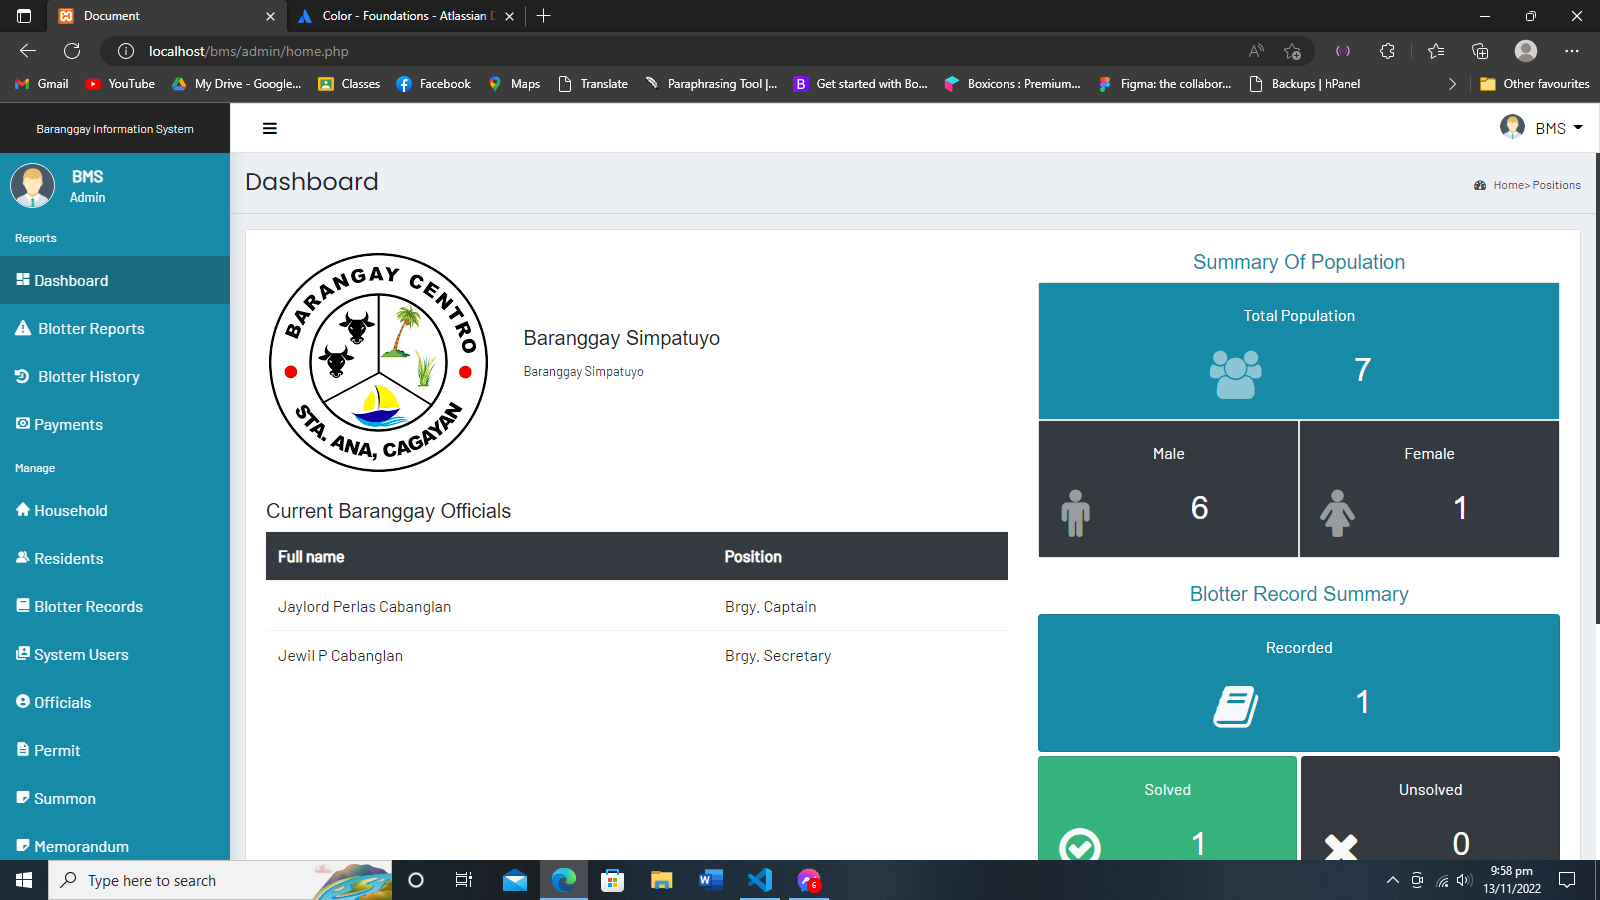 Document
Color - Foundations - Atlassian D
localhost/bms/admin/home.php
Gmail
YouTube
My Drive - Google...
Classes
Facebook
Maps
Translate
Paraphrasing Tool |...
Get started with Bo...
Boxicons : Premium...
Figma: the collabor...
Backups | hPanel
Other favourites
Baranggay Information System
BMS
BMS
Admin
Reports
Dashboard
Blotter Reports
Blotter History
Payments
Manage
Household
Residents
Blotter Records
System Users
Officials
Permit
Summon
Memorandum
Dashboard
Home> Positions
BARANGAY CENTRO
STA. ANA, CAGAYAN
Baranggay Simpatuyo
Baranggay Simpatuyo
Current Baranggay Officials
Full name Position
Jaylord Perlas Cabanglan Brgy. Captain
Jewil P Cabanglan Brgy. Secretary
Summary Of Population
Total Population
7
Male
6
Female
1
Blotter Record Summary
Recorded
1
Solved
1
Unsolved
0
Type here to search
6
9:58 pm
13/11/2022